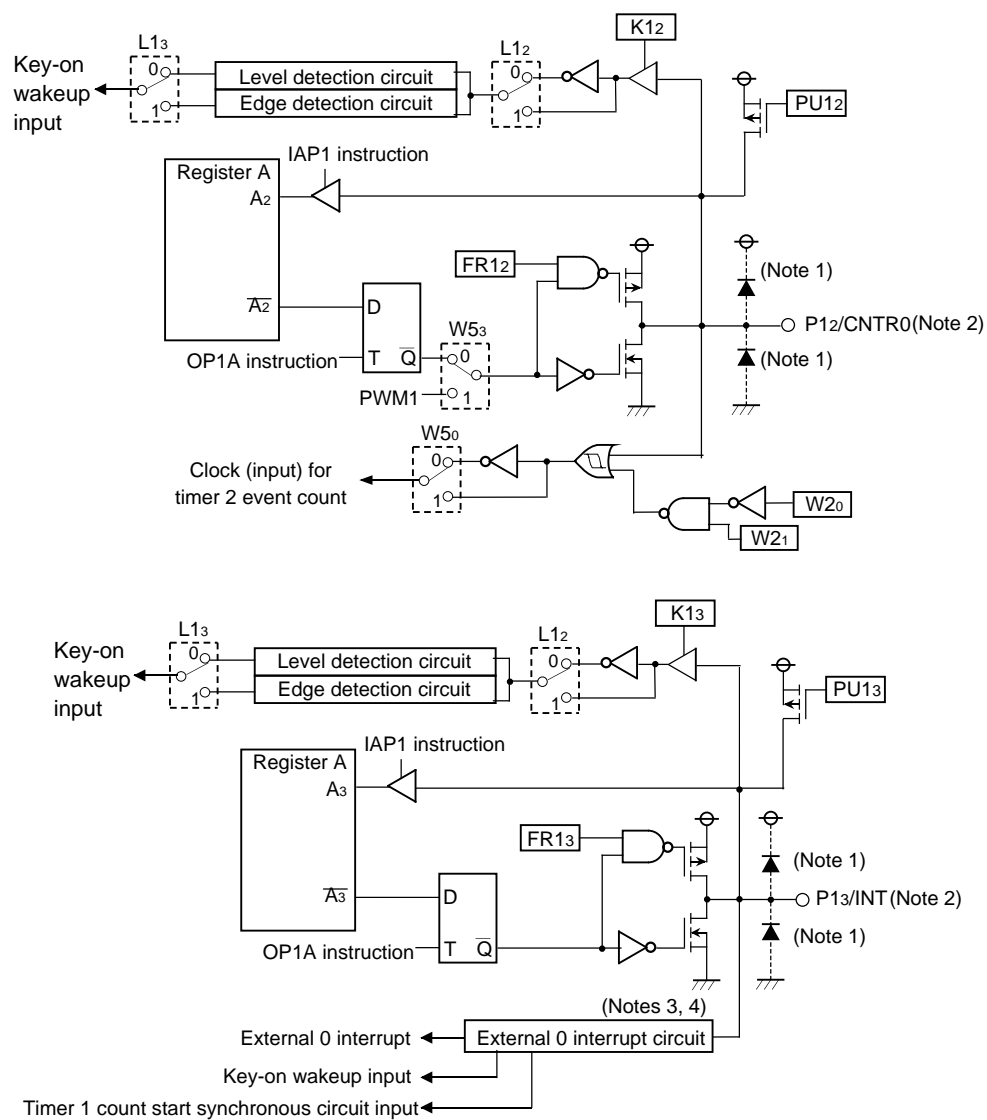 L13
Key-on
wakeup
input
0
1
Level detection circuit
Edge detection circuit
L12
0
1
K12
PU12
IAP1 instruction
Register A
A2
A2
D
T
Q
OP1A instruction
W53
0
1
PWM1
FR12
(Note 1)
P12/CNTR0(Note 2)
(Note 1)
W50
0
1
Clock (input) for
timer 2 event count
W20
W21
L13
Key-on
wakeup
input
0
1
Level detection circuit
Edge detection circuit
L12
0
1
K13
PU13
IAP1 instruction
Register A
A3
A3
D
T
Q
OP1A instruction
FR13
(Note 1)
P13/INT(Note 2)
(Note 1)
(Notes 3, 4)
External 0 interrupt
External 0 interrupt circuit
Key-on wakeup input
Timer 1 count start synchronous circuit input